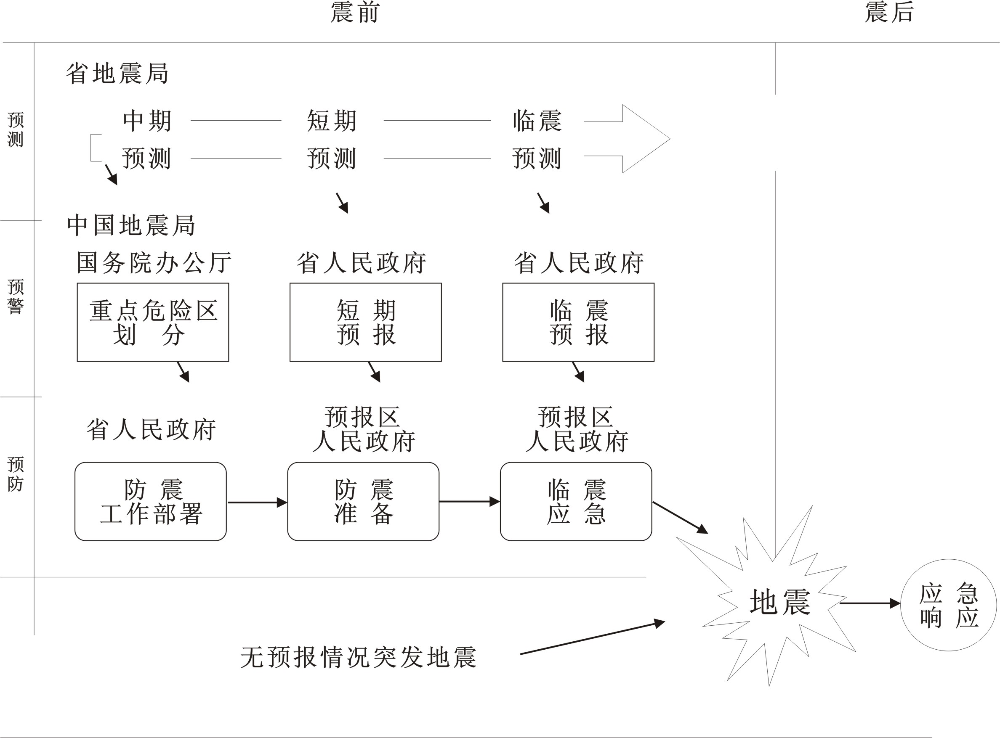 震前
震后
省地震局
预测
中期 短期 临震
预测 预测 预测
中国地震局
预警
国务院办公厅 省人民政府 省人民政府
重点危险区 短期 临震
划分 预报 预报
预防
省人民政府
预报区 预报区
人民政府 人民政府
防震 防震 临震
工作部署 准备 应急
地震
应急
响应
无预报情况突发地震